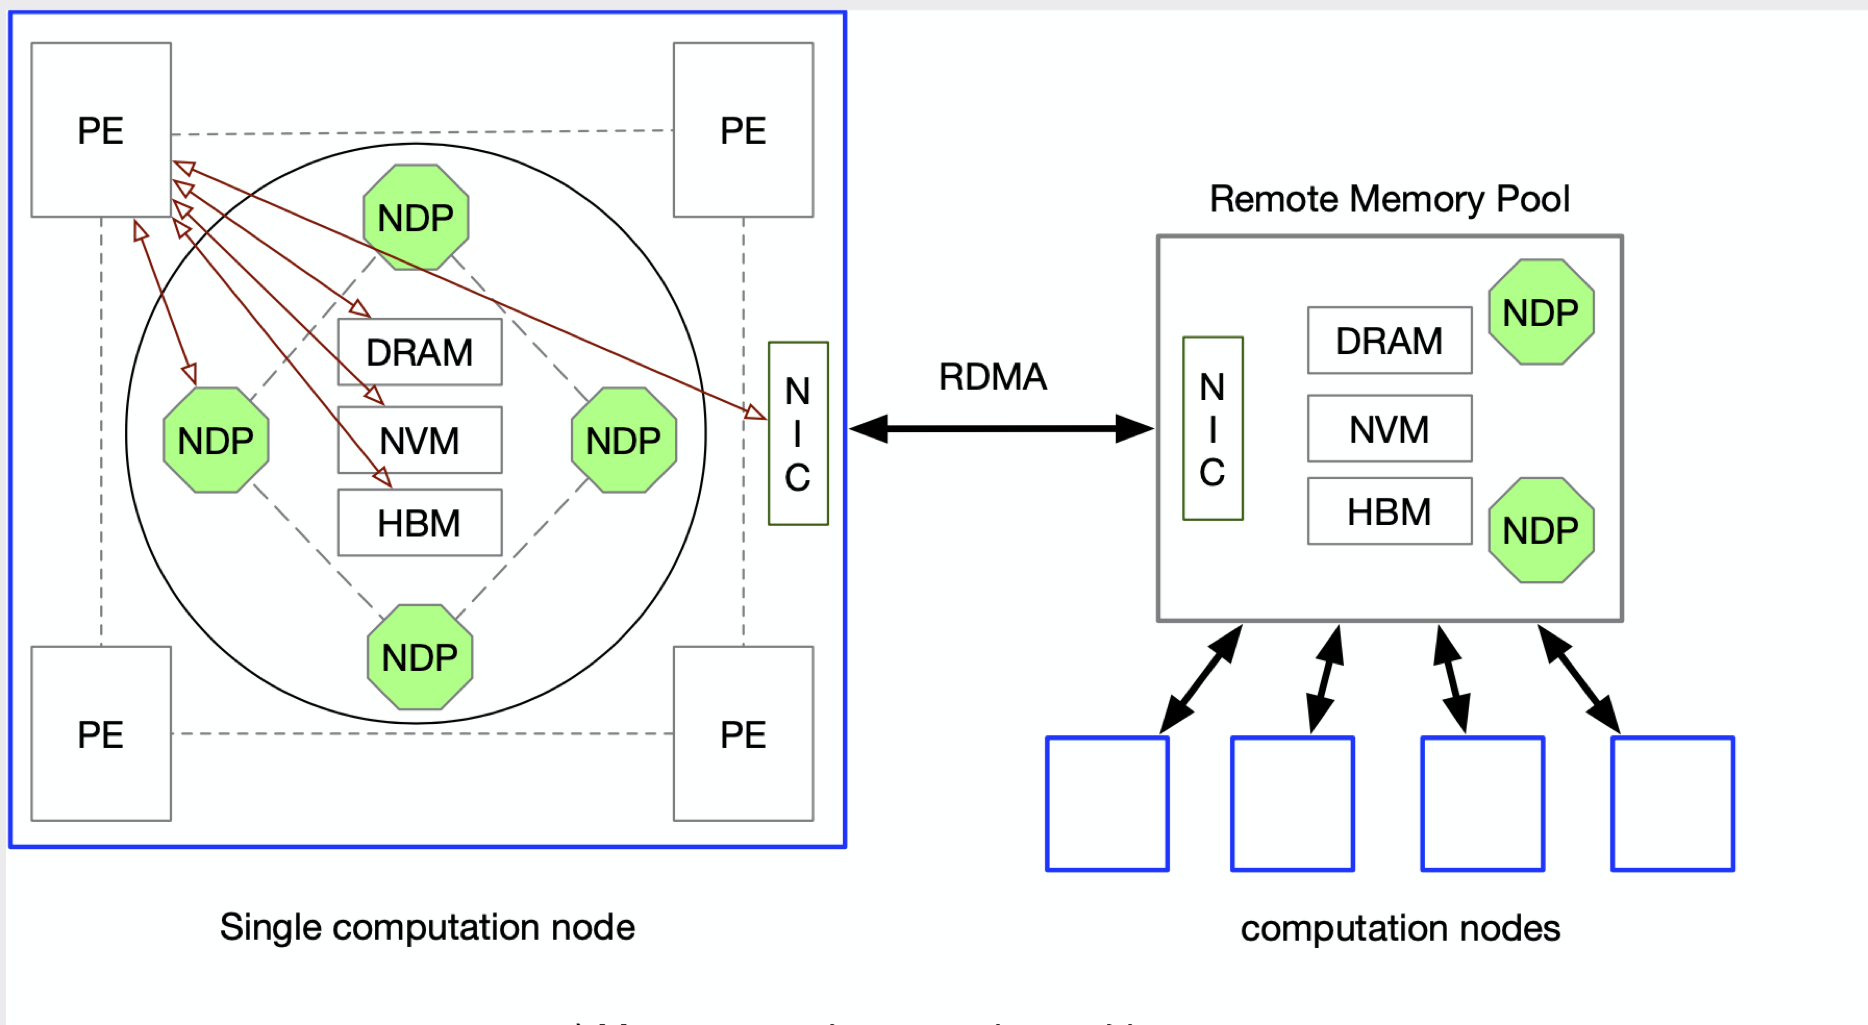 PE
PE
NDP
DRAM
NDP
NVM
NDP
HBM
NDP
PE
PE
N
I
C
Single computation node
RDMA
Remote Memory Pool
N
I
C
DRAM
NVM
HBM
NDP
NDP
computation nodes